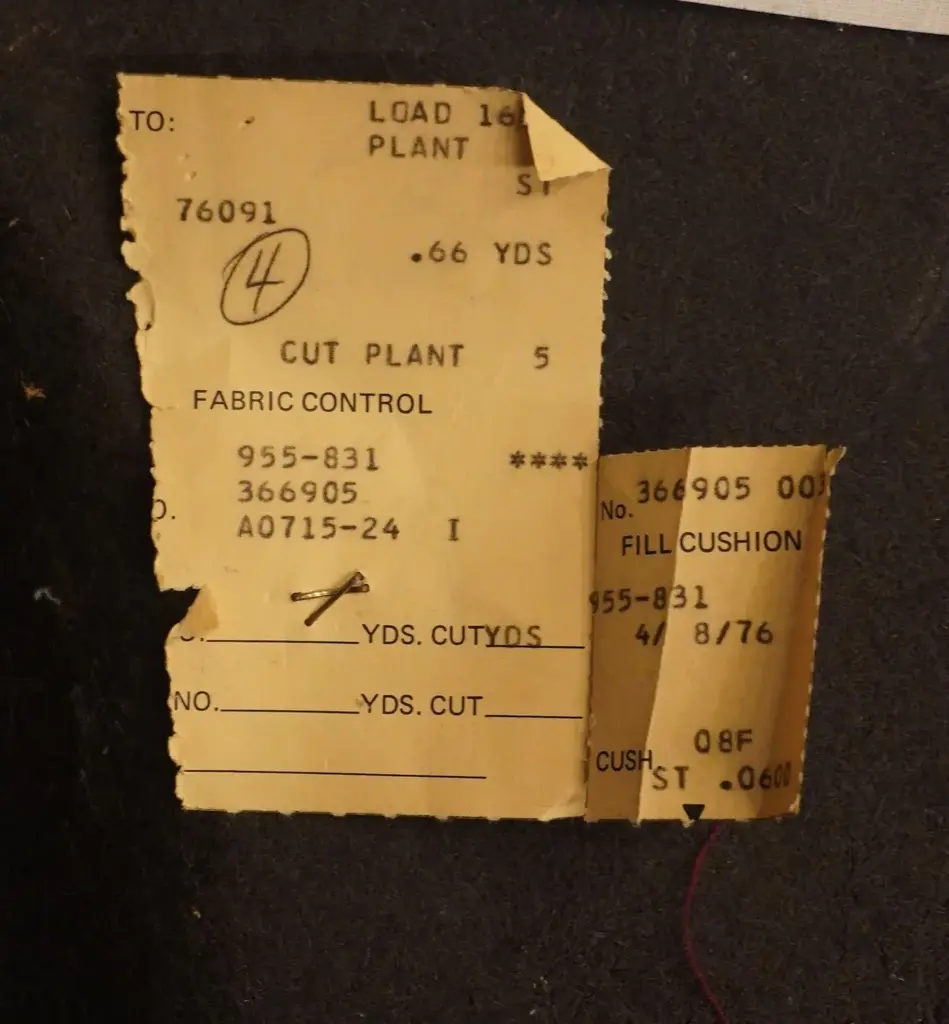 TO:
LOAD
PLANT
76091
4
.66 YDS
CUT PLANT 5
FABRIC CONTROL
955-831 ****
366905
A0715-24 I
YDS. CUT YDS
NO. YDS. CUT
366905
No.
FILL CUSHION
955-831
4/ 8/76
08F
CUSH
ST